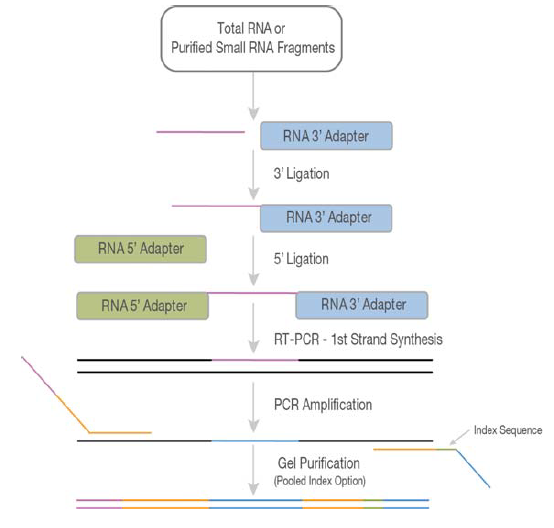 Total RNA or
Purified Small RNA Fragments
RNA 3' Adapter
3' Ligation
RNA 3' Adapter
RNA 5' Adapter
5' Ligation
RNA 5' Adapter
RNA 3' Adapter
RT-PCR - 1st Strand Synthesis
PCR Amplification
Index Sequence
Gel Purification
(Pooled Index Option)